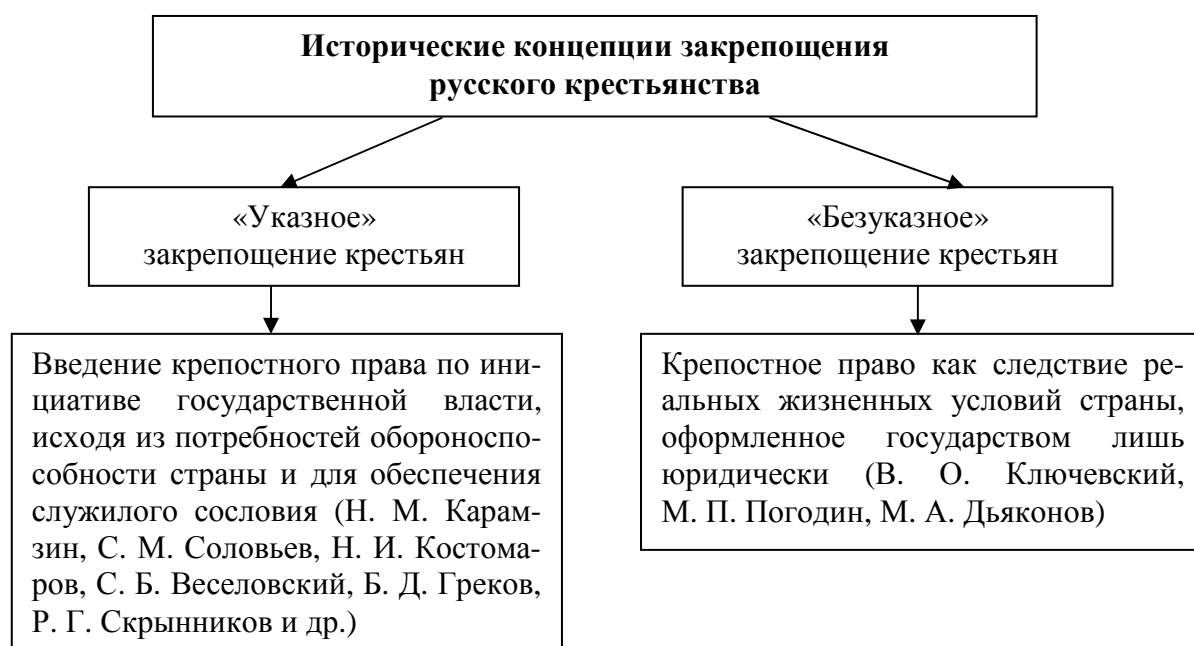 Исторические концепции закрепощения
русского крестьянства
«Указное»
закрепощение крестьян
«Безуказное»
закрепощение крестьян
Введение крепостного права по ини-
циативе государственной власти,
исходя из потребностей обороноспо-
собности страны и для обеспечения
служилого сословия (Н. М. Карам-
зин, С. М. Соловьев, Н. И. Костома-
ров, С. Б. Веселовский, Б. Д. Греков,
Р. Г. Скрынников и др.)
Крепостное право как следствие ре-
альных жизненных условий страны,
оформленное государством лишь
юридически (В. О. Ключевский,
М. П. Погодин, М. А. Дьяконов)